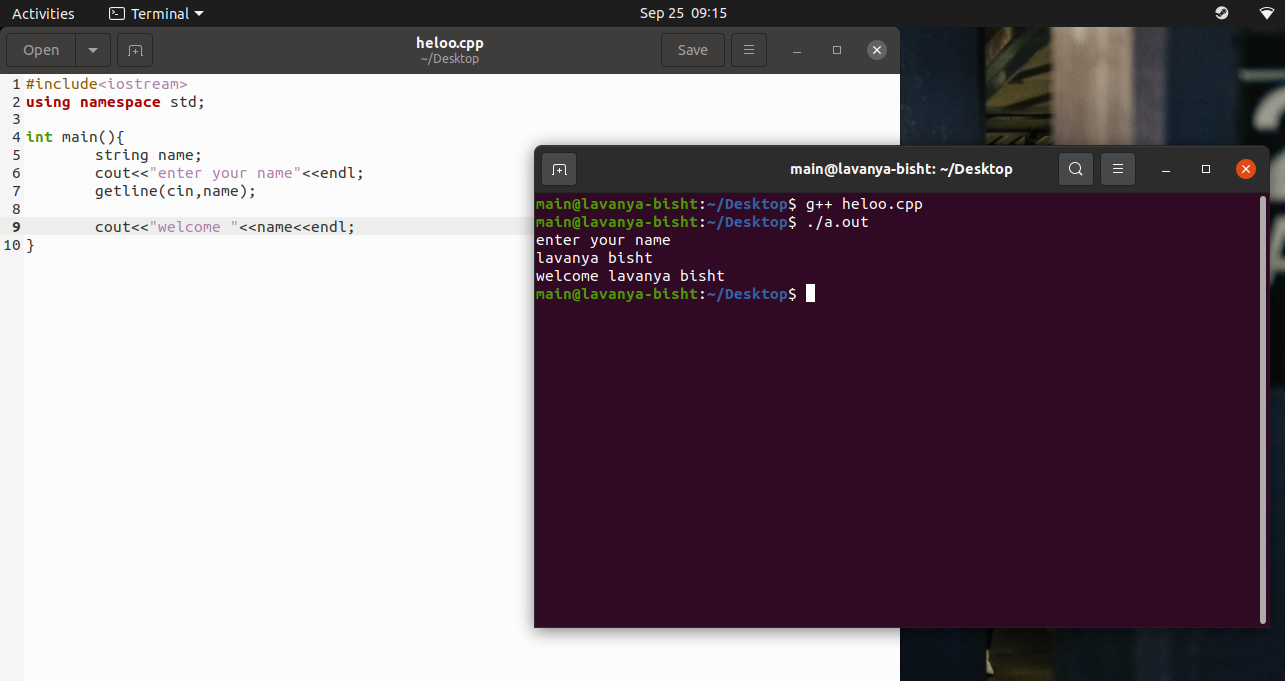 Activities Terminal Sep 25 09:15
Open heloo.cpp Save
~/Desktop
1 #include<iostream>
2 using namespace std;
3
4 int main(){
5 string name;
6 cout<<"enter your name"<<endl;
7 getline(cin,name);
8
9 cout<<"welcome "<<name<<endl;
10 }
main@lavanya-bisht: ~/Desktop
main@lavanya-bisht:~/Desktop$ g++ heloo.cpp
main@lavanya-bisht:~/Desktop$ ./a.out
enter your name
lavanya bisht
welcome lavanya bisht
main@lavanya-bisht:~/Desktop$